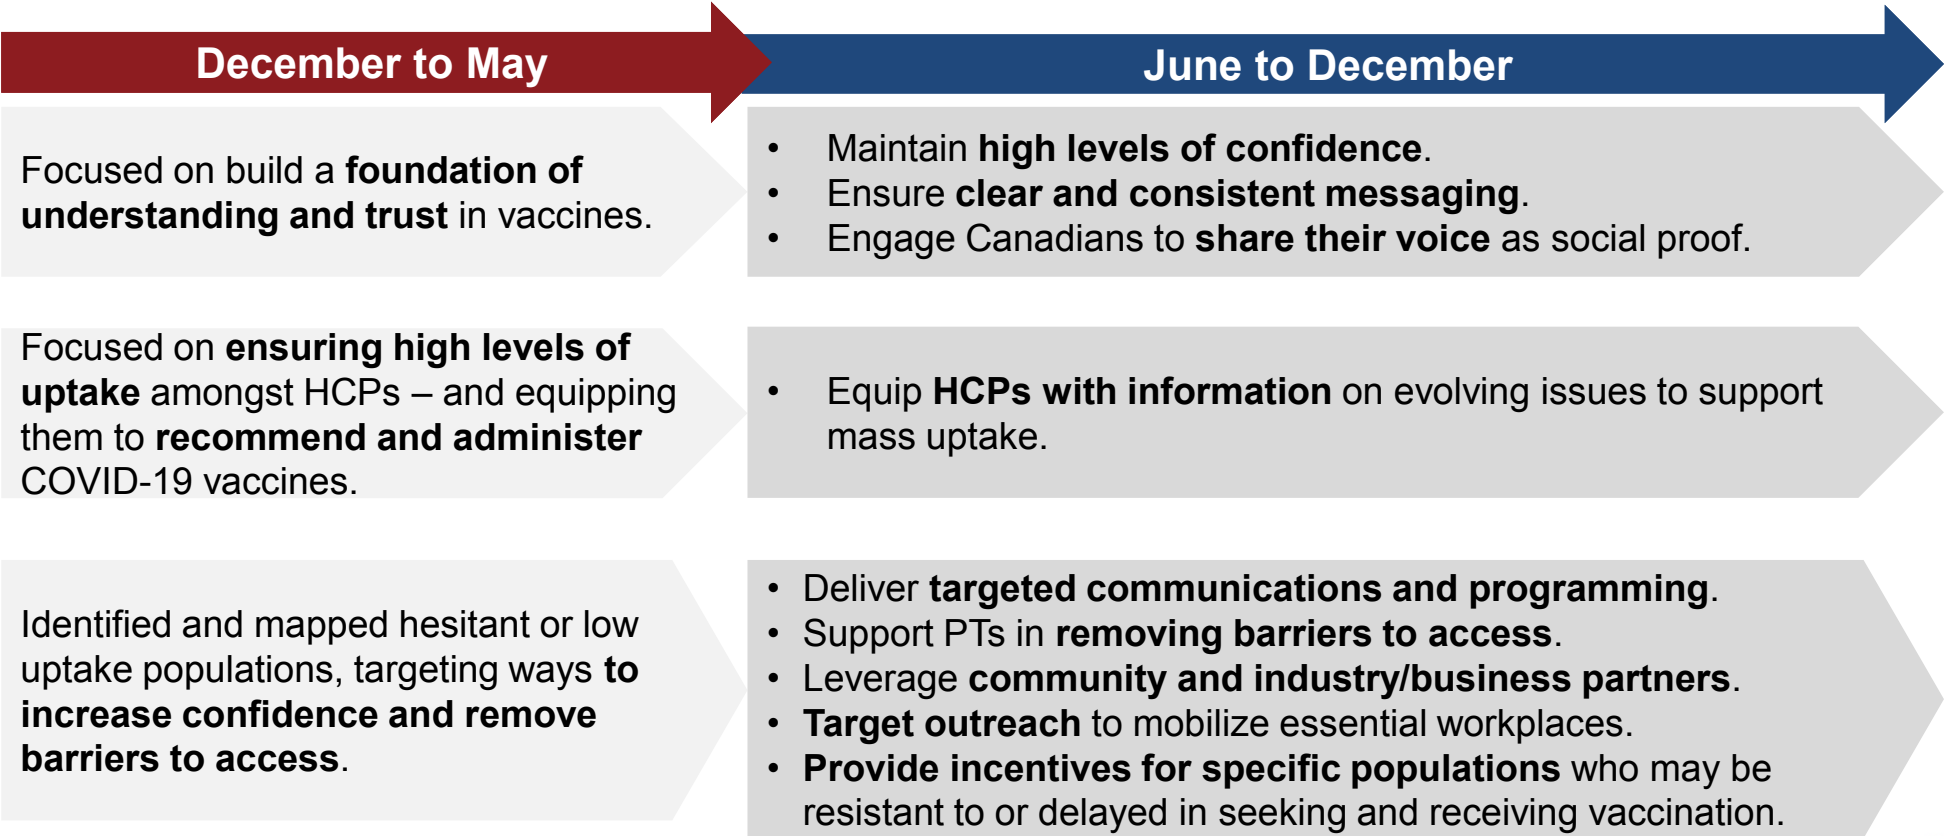 December to May
June to December
Focused on build a foundation of
understanding and trust in vaccines.
• Maintain high levels of confidence.
• Ensure clear and consistent messaging.
• Engage Canadians to share their voice as social proof.
Focused on ensuring high levels of
uptake amongst HCPs – and equipping
them to recommend and administer
COVID-19 vaccines.
• Equip HCPs with information on evolving issues to support
mass uptake.
Identified and mapped hesitant or low
uptake populations, targeting ways to
increase confidence and remove
barriers to access.
• Deliver targeted communications and programming.
• Support PTs in removing barriers to access.
• Leverage community and industry/business partners.
• Target outreach to mobilize essential workplaces.
• Provide incentives for specific populations who may be
resistant to or delayed in seeking and receiving vaccination.